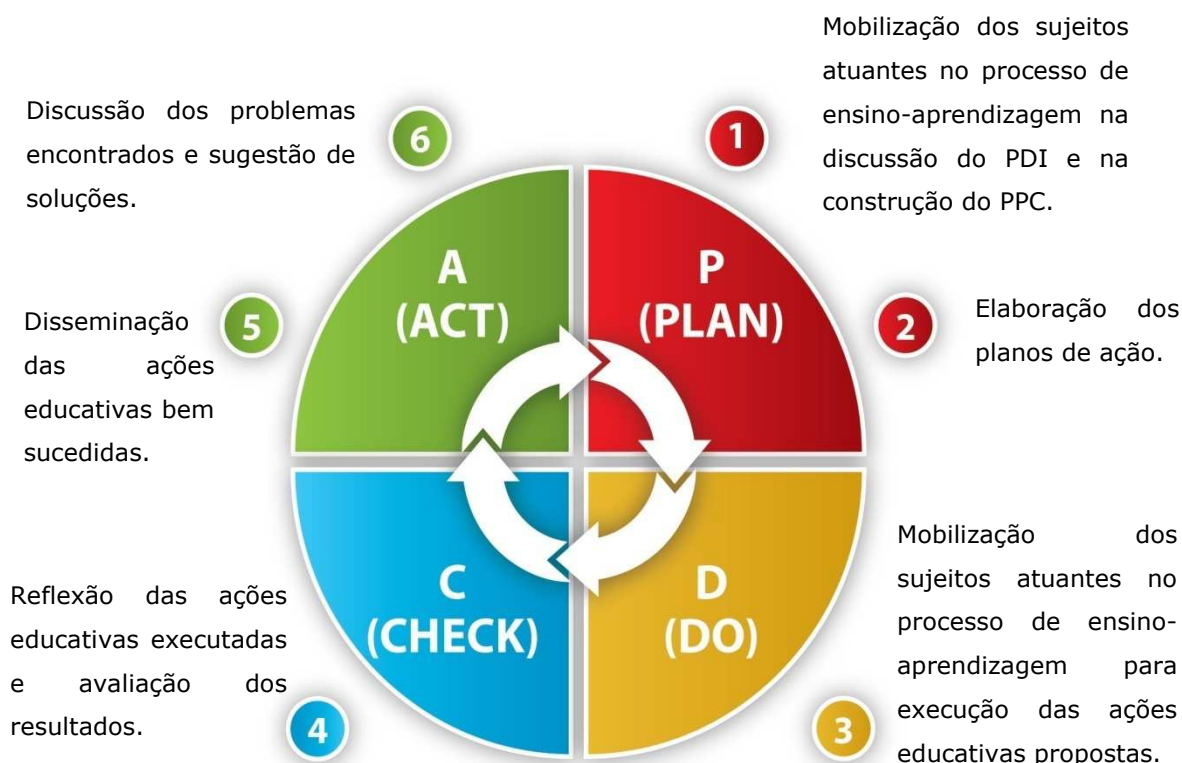 Mobilização dos sujeitos
atuantes no processo de
ensino-aprendizagem na
discussão do PDI e na
construção do PPC.
1
Discussão dos problemas
encontrados e sugestão de
soluções.
6
A
(ACT)
P
(PLAN)
2
Elaboração dos
planos de ação.
5
Disseminação
das ações
educativas bem
sucedidas.
C
(CHECK)
D
(DO)
3
Mobilização dos
sujeitos atuantes no
processo de ensino-
aprendizagem para
execução das ações
educativas propostas.
4
Reflexão das ações
educativas executadas
e avaliação dos
resultados.